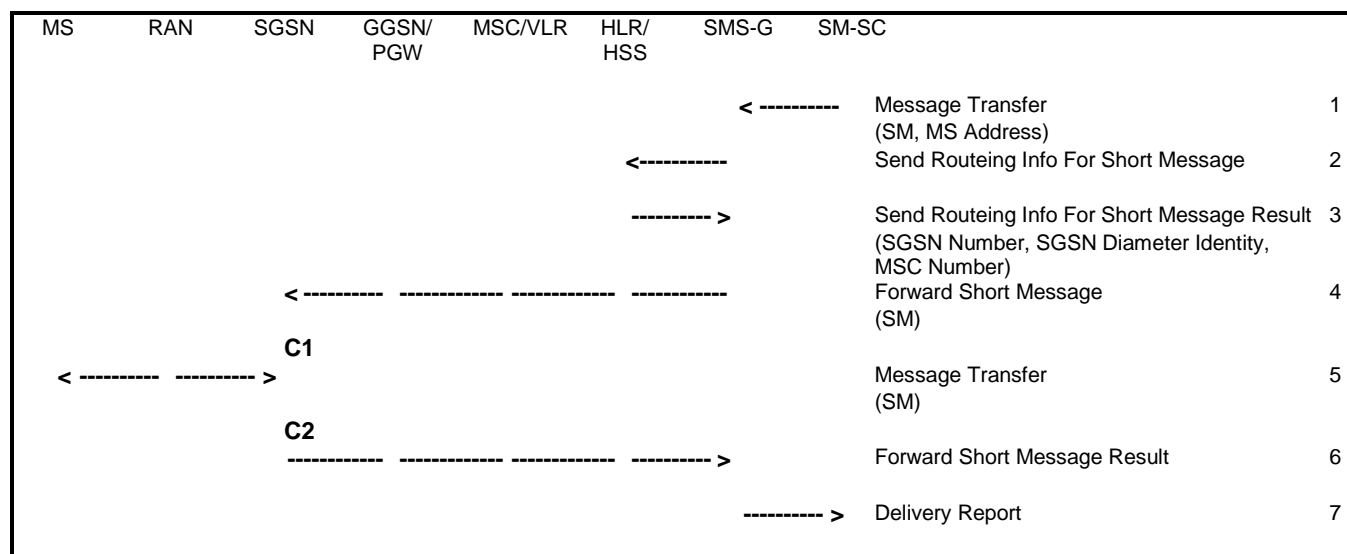 MS RAN SGSN GGSN/ MSC/VLR HLR/ SMS-G SM-SC
PGW HSS
< ---------- Message Transfer 1
(SM, MS Address)
<----------- Send Routeing Info For Short Message 2
---------- > Send Routeing Info For Short Message Result 3
(SGSN Number, SGSN Diameter Identity,
MSC Number)
< ---------- ------------- ------------- ------------ Forward Short Message 4
(SM)
C1
< ---------- ---------- > Message Transfer 5
(SM)
C2
------------ ------------- ------------- ---------- > Forward Short Message Result 6
---------- > Delivery Report 7